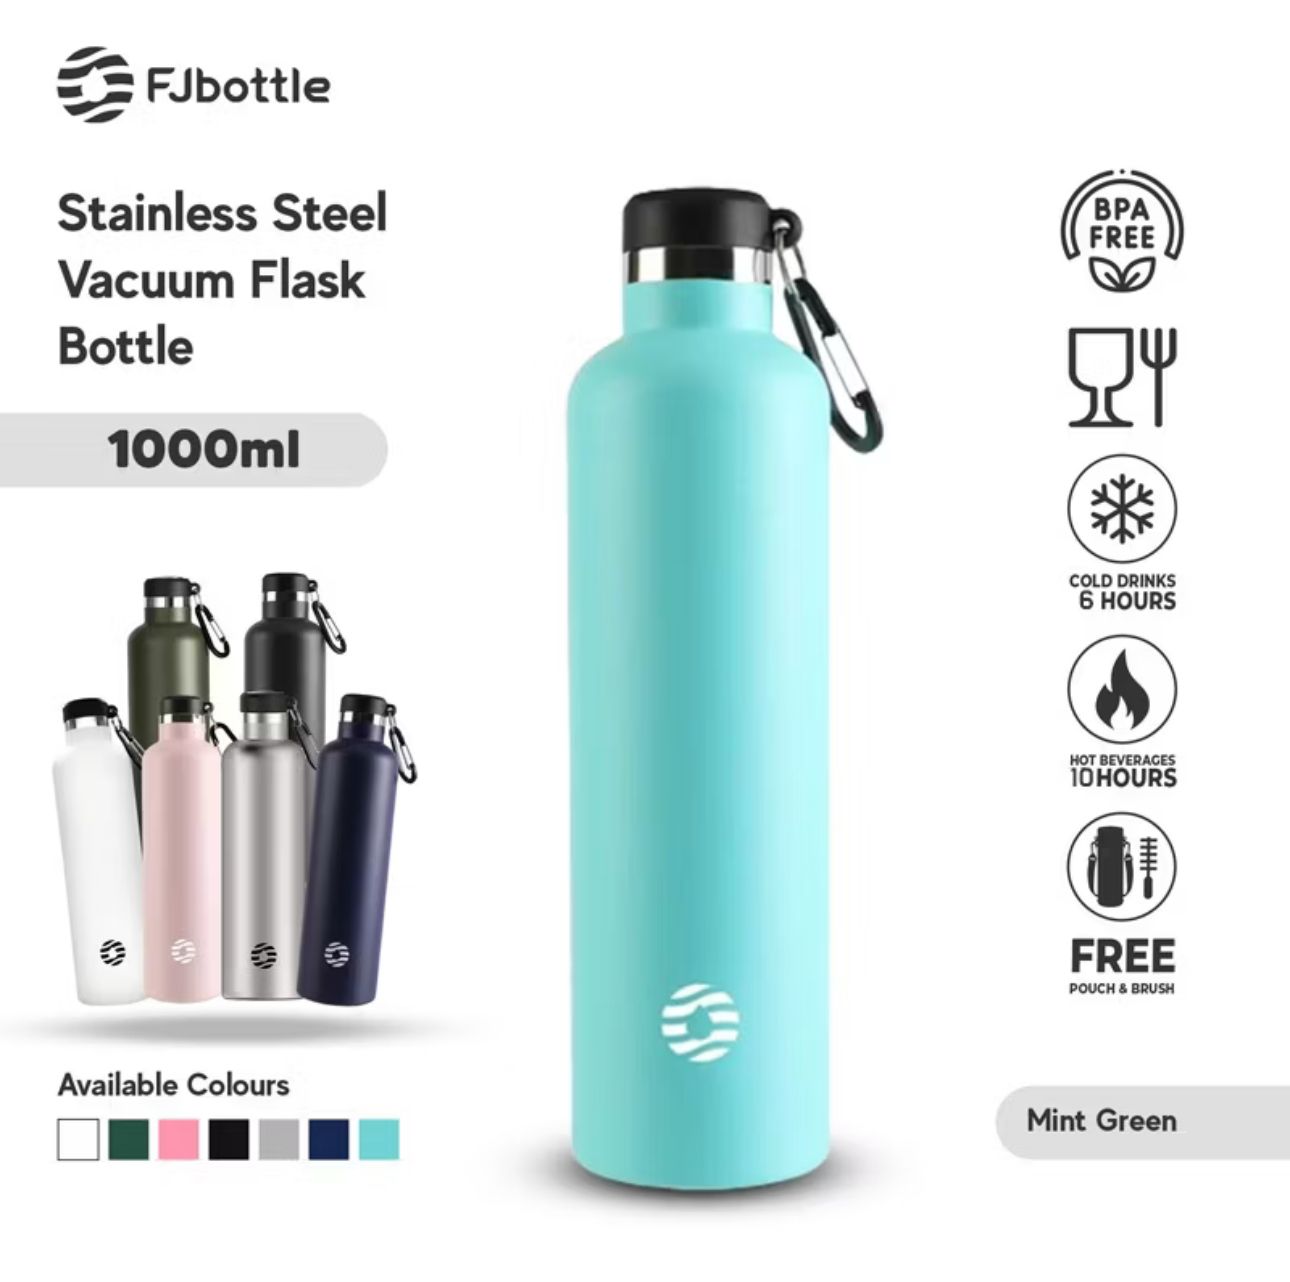 FJbottle
Stainless Steel
Vacuum Flask
Bottle
1000ml
BPA
FREE
COLD DRINKS
6 HOURS
HOT BEVERAGES
10HOURS
FREE
POUCH & BRUSH
Available Colours
Mint Green